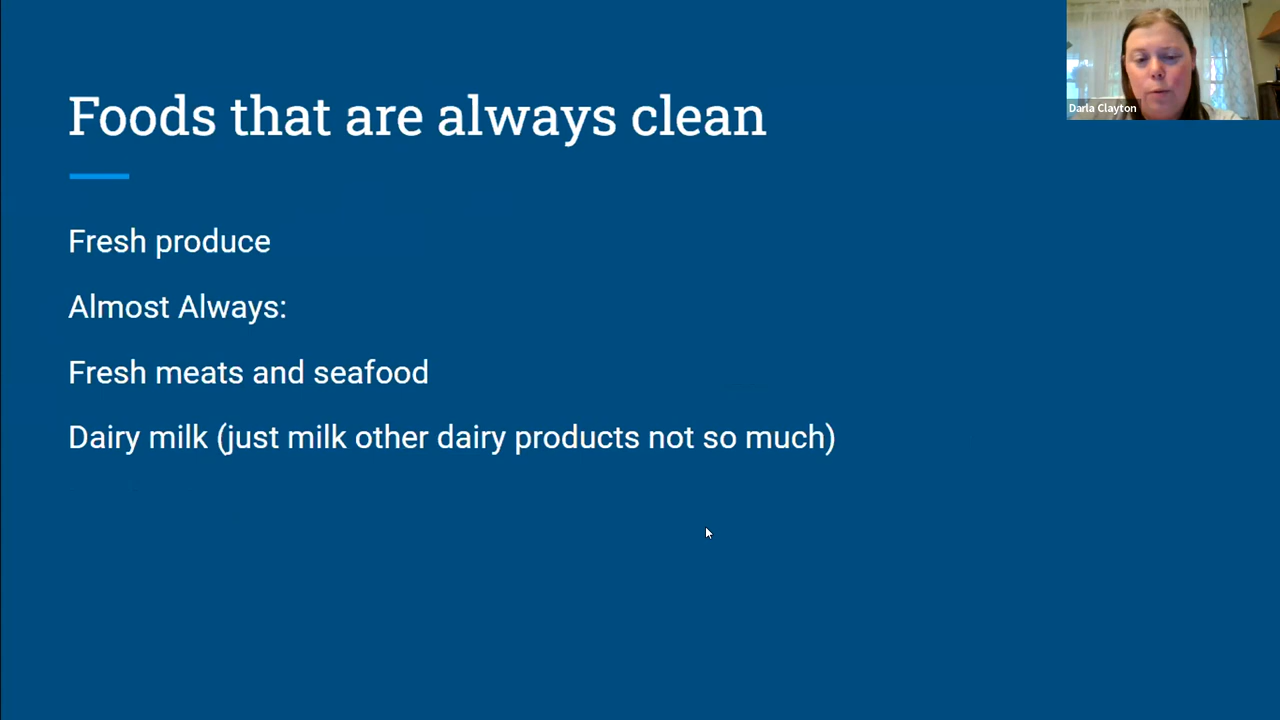 Foods that are always clean
Darla Clayton
Fresh produce
Almost Always:
Fresh meats and seafood
Dairy milk (just milk other dairy products not so much)